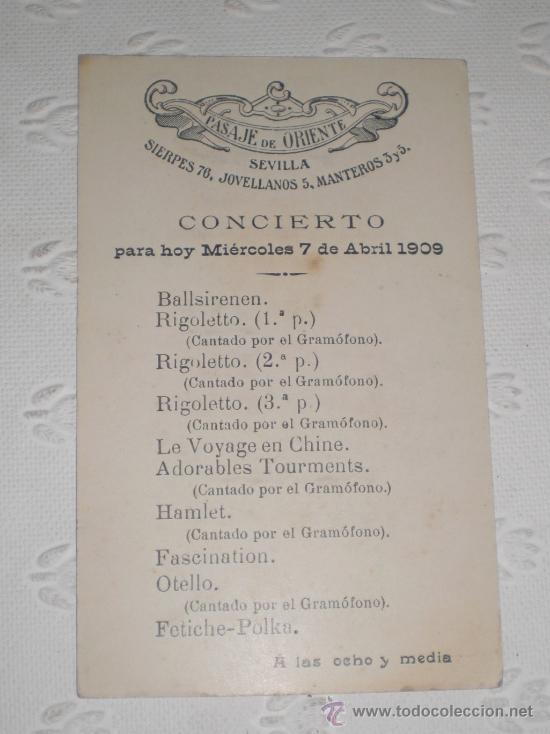 PASAJE DE ORIENTE
SEVILLA
SIERPES 76, JOVELLANOS 5, MANTEROS 3 y 5.
CONCIERTO
para hoy Miércoles 7 de Abril 1909
Ballsirenen.
Rigoletto. (1.ª p.)
(Cantado por el Gramófono).
Rigoletto. (2.ª p.)
(Cantado por el Gramófono).
Rigoletto. (3.ª p.)
(Cantado por el Gramófono).
Le Voyage en Chine.
Adorables Tourments.
(Cantado por el Gramófono.)
Hamlet.
(Cantado por el Gramófono).
Fascination.
Otello.
(Cantado por el Gramófono).
Fetiche-Polka.
A las ocho y media
www.todocoleccion.net